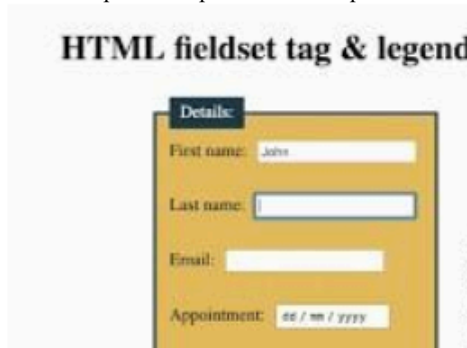 HTML fieldset tag & legend
Details:
First name: John
Last name:
Email:
Appointment: dd / mm / yyyy